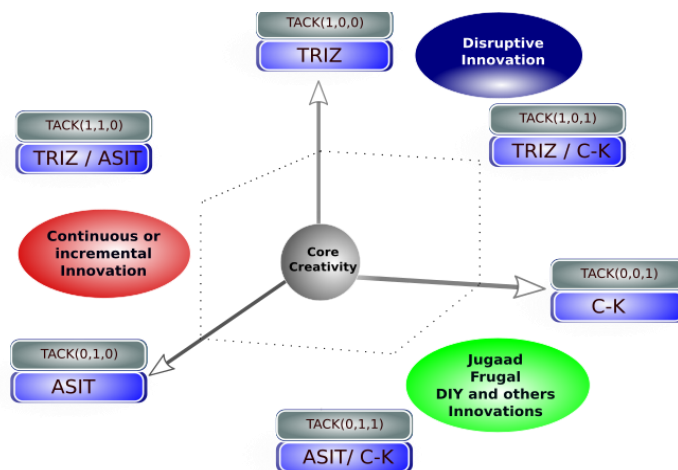 TACK(1,0,0)
TRIZ
Disruptive
Innovation
TACK(1,1,0)
TRIZ / ASIT
TACK(1,0,1)
TRIZ / C-K
Continuous or
incremental
Innovation
Core
Creativity
TACK(0,0,1)
C-K
TACK(0,1,0)
ASIT
Jugaad
Frugal
DIY and others
Innovations
TACK(0,1,1)
ASIT/ C-K